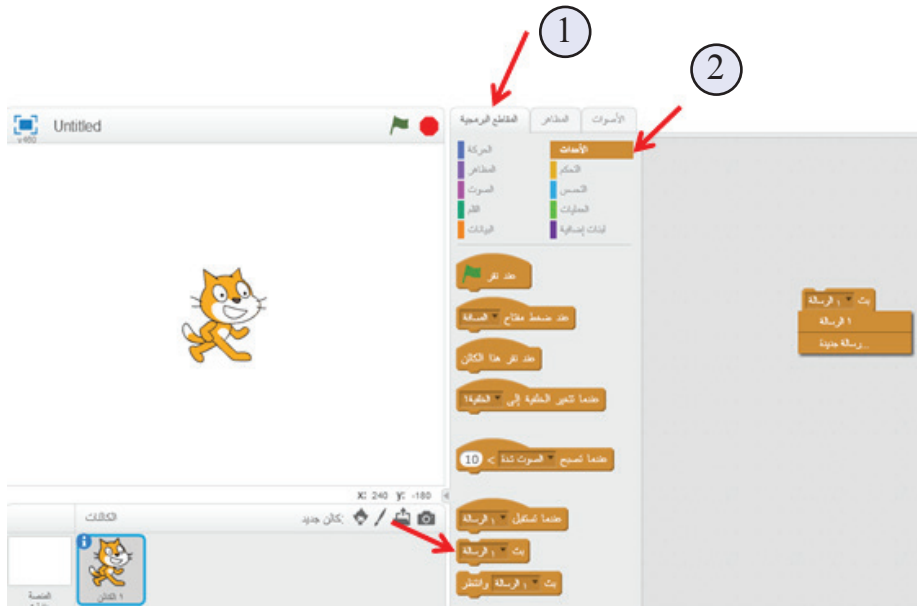 1
2
Untitled
v460
المقاطع البرمجية
المظاهر
الأصوات
الحركة
الأحداث
المظاهر
التحكم
الصوت
التحسس
القلم
العمليات
البيانات
لبنات إضافية
عند نقر
عند ضغط مفتاح المسافة
عند نقر هذا الكائن
عندما تتغير الخلفية إلى الخلفية1
عندما تصبح شدة الصوت > 10
x: 240 y: -180
الكائنات
كائن جديد:
عندما تستقبل الرسالة 1
بث الرسالة 1
بث الرسالة 1 وانتظر
المنصة
الكائن 1
بث الرسالة 1
الرسالة 1
رسالة جديدة...